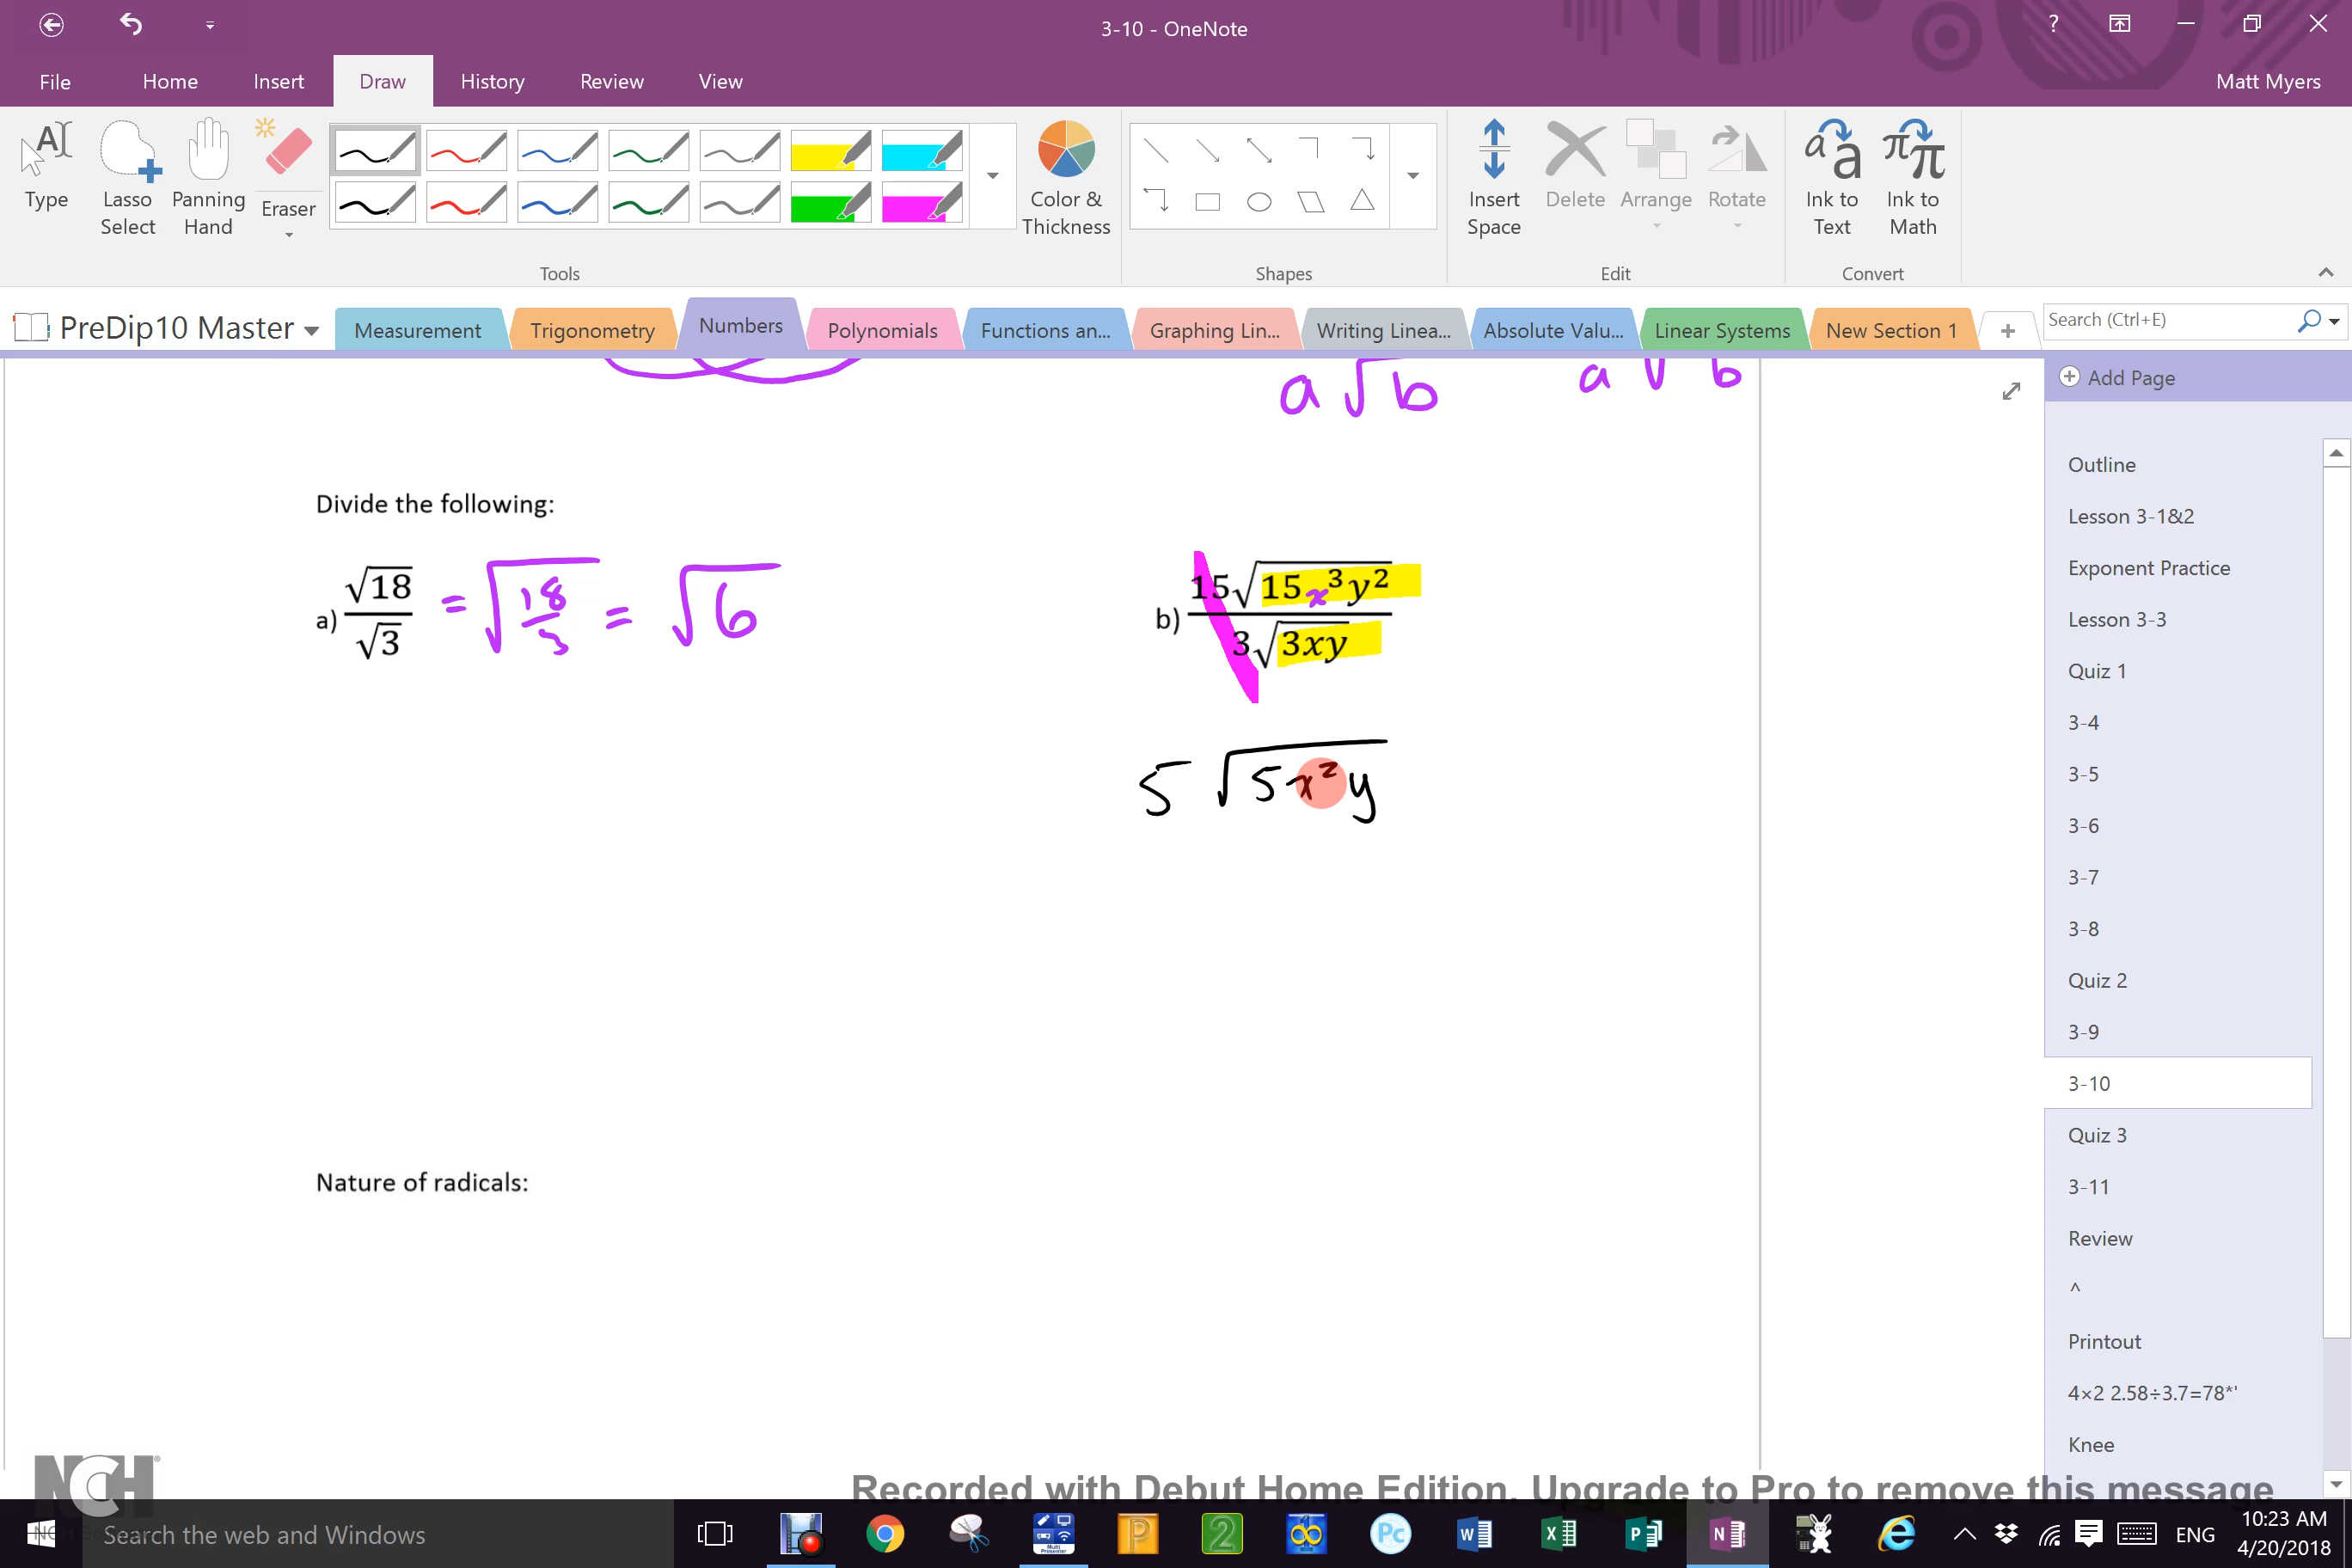 3-10 - OneNote
?
File Home Insert Draw History Review View
Matt Myers
Type
Lasso Select
Panning Hand
Eraser
Color & Thickness
Insert Space
Delete
Arrange
Rotate
Ink to Text
Ink to Math
Tools
Shapes
Edit
Convert
PreDip10 Master
Measurement
Trigonometry
Numbers
Polynomials
Functions an...
Graphing Lin...
Writing Linea...
Absolute Valu...
Linear Systems
New Section 1
+
Search (Ctrl+E)
a √ b a √ b
Divide the following:
a) √18 / √3 = √(18/3) = √6
b) 15√15x³y² / 3√3xy
5 √5x²y
Nature of radicals:
Add Page
Outline
Lesson 3-1&2
Exponent Practice
Lesson 3-3
Quiz 1
3-4
3-5
3-6
3-7
3-8
Quiz 2
3-9
3-10
Quiz 3
3-11
Review
^
Printout
4×2 2.58÷3.7=78*'
Knee
NCH
Recorded with Debut Home Edition. Upgrade to Pro to remove this message
Search the web and Windows
ENG
10:23 AM
4/20/2018